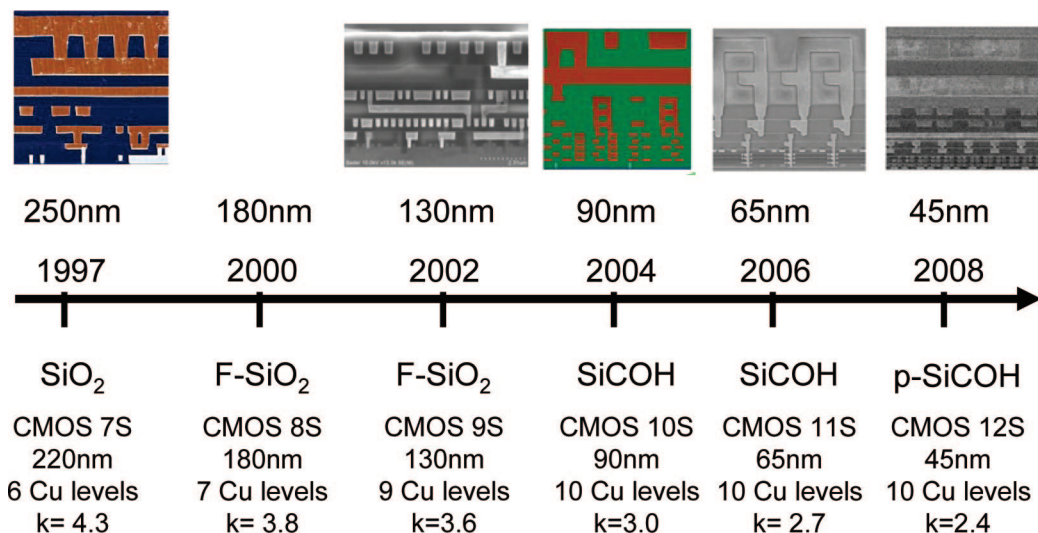 250nm 180nm 130nm 90nm 65nm 45nm
1997 2000 2002 2004 2006 2008
SiO₂ F-SiO₂ F-SiO₂ SiCOH SiCOH p-SiCOH
CMOS 7S CMOS 8S CMOS 9S CMOS 10S CMOS 11S CMOS 12S
220nm 180nm 130nm 90nm 65nm 45nm
6 Cu levels 7 Cu levels 9 Cu levels 10 Cu levels 10 Cu levels 10 Cu levels
k= 4.3 k= 3.8 k=3.6 k=3.0 k= 2.7 k=2.4